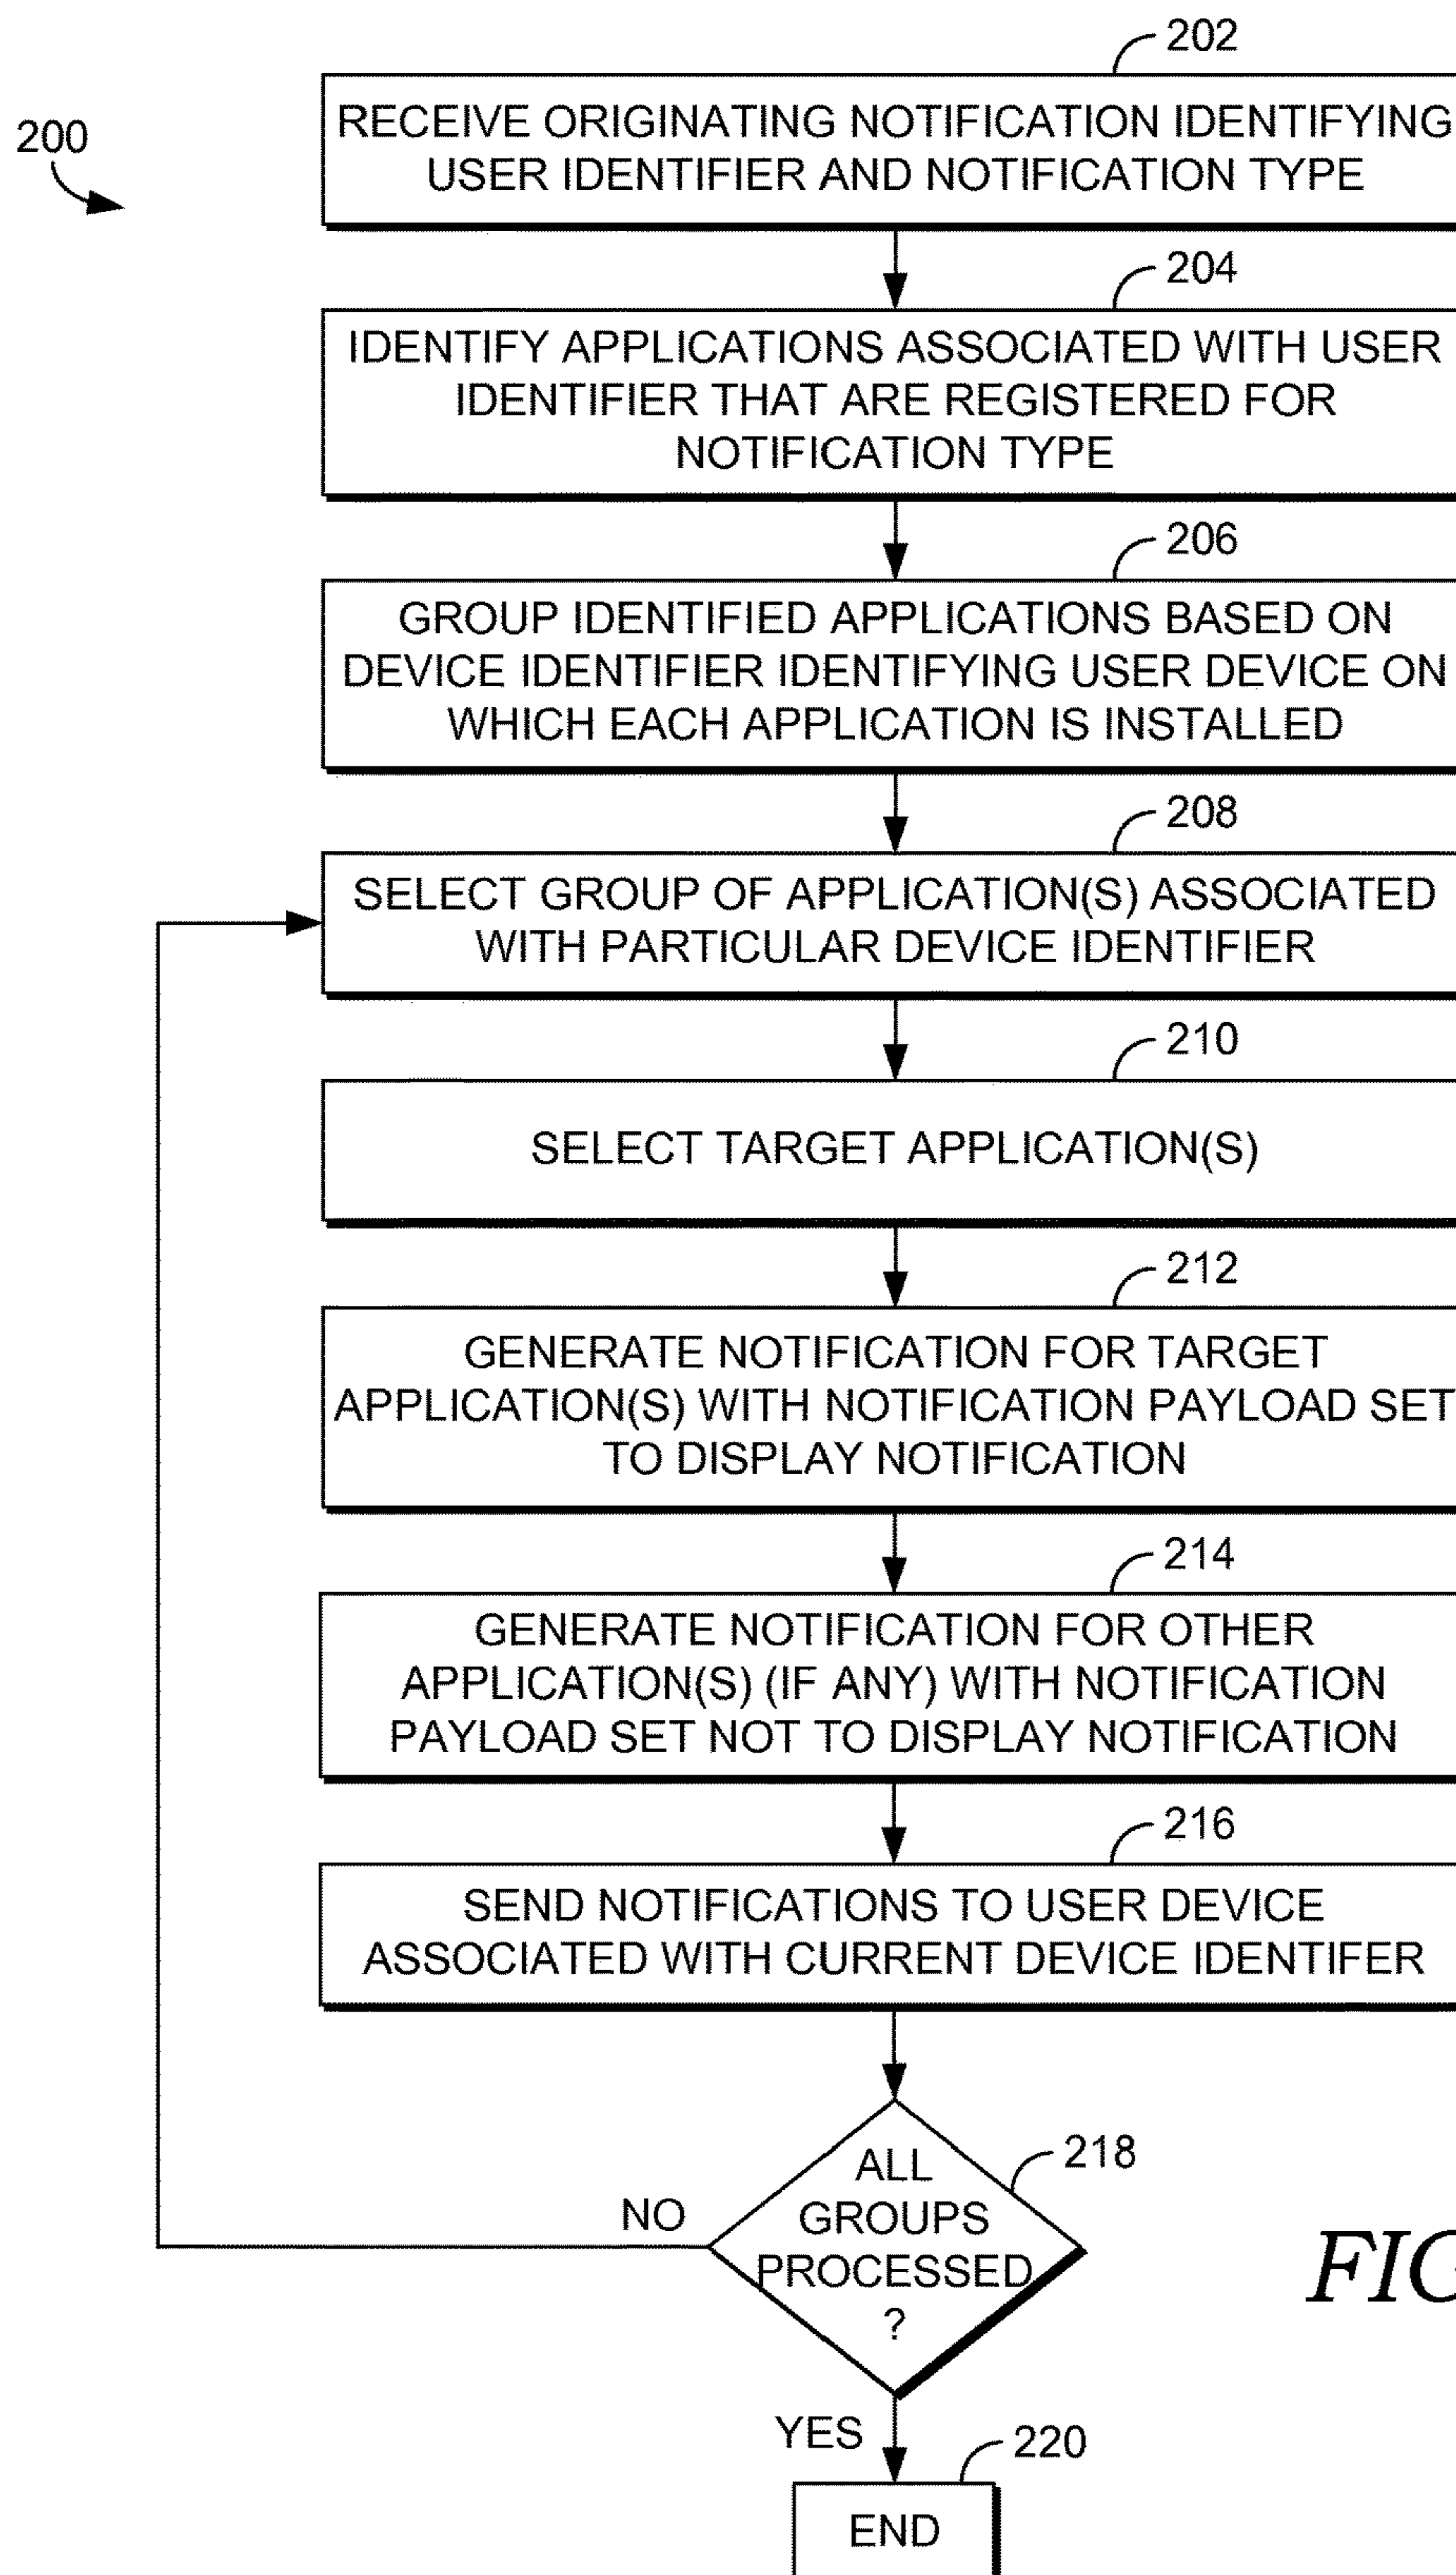 202
200
RECEIVE ORIGINATING NOTIFICATION IDENTIFYING
USER IDENTIFIER AND NOTIFICATION TYPE
204
IDENTIFY APPLICATIONS ASSOCIATED WITH USER
IDENTIFIER THAT ARE REGISTERED FOR
NOTIFICATION TYPE
206
GROUP IDENTIFIED APPLICATIONS BASED ON
DEVICE IDENTIFIER IDENTIFYING USER DEVICE ON
WHICH EACH APPLICATION IS INSTALLED
208
SELECT GROUP OF APPLICATION(S) ASSOCIATED
WITH PARTICULAR DEVICE IDENTIFIER
210
SELECT TARGET APPLICATION(S)
212
GENERATE NOTIFICATION FOR TARGET
APPLICATION(S) WITH NOTIFICATION PAYLOAD SET
TO DISPLAY NOTIFICATION
214
GENERATE NOTIFICATION FOR OTHER
APPLICATION(S) (IF ANY) WITH NOTIFICATION
PAYLOAD SET NOT TO DISPLAY NOTIFICATION
216
SEND NOTIFICATIONS TO USER DEVICE
ASSOCIATED WITH CURRENT DEVICE IDENTIFER
218
ALL
GROUPS
PROCESSED
?
NO
FIG
YES
220
END